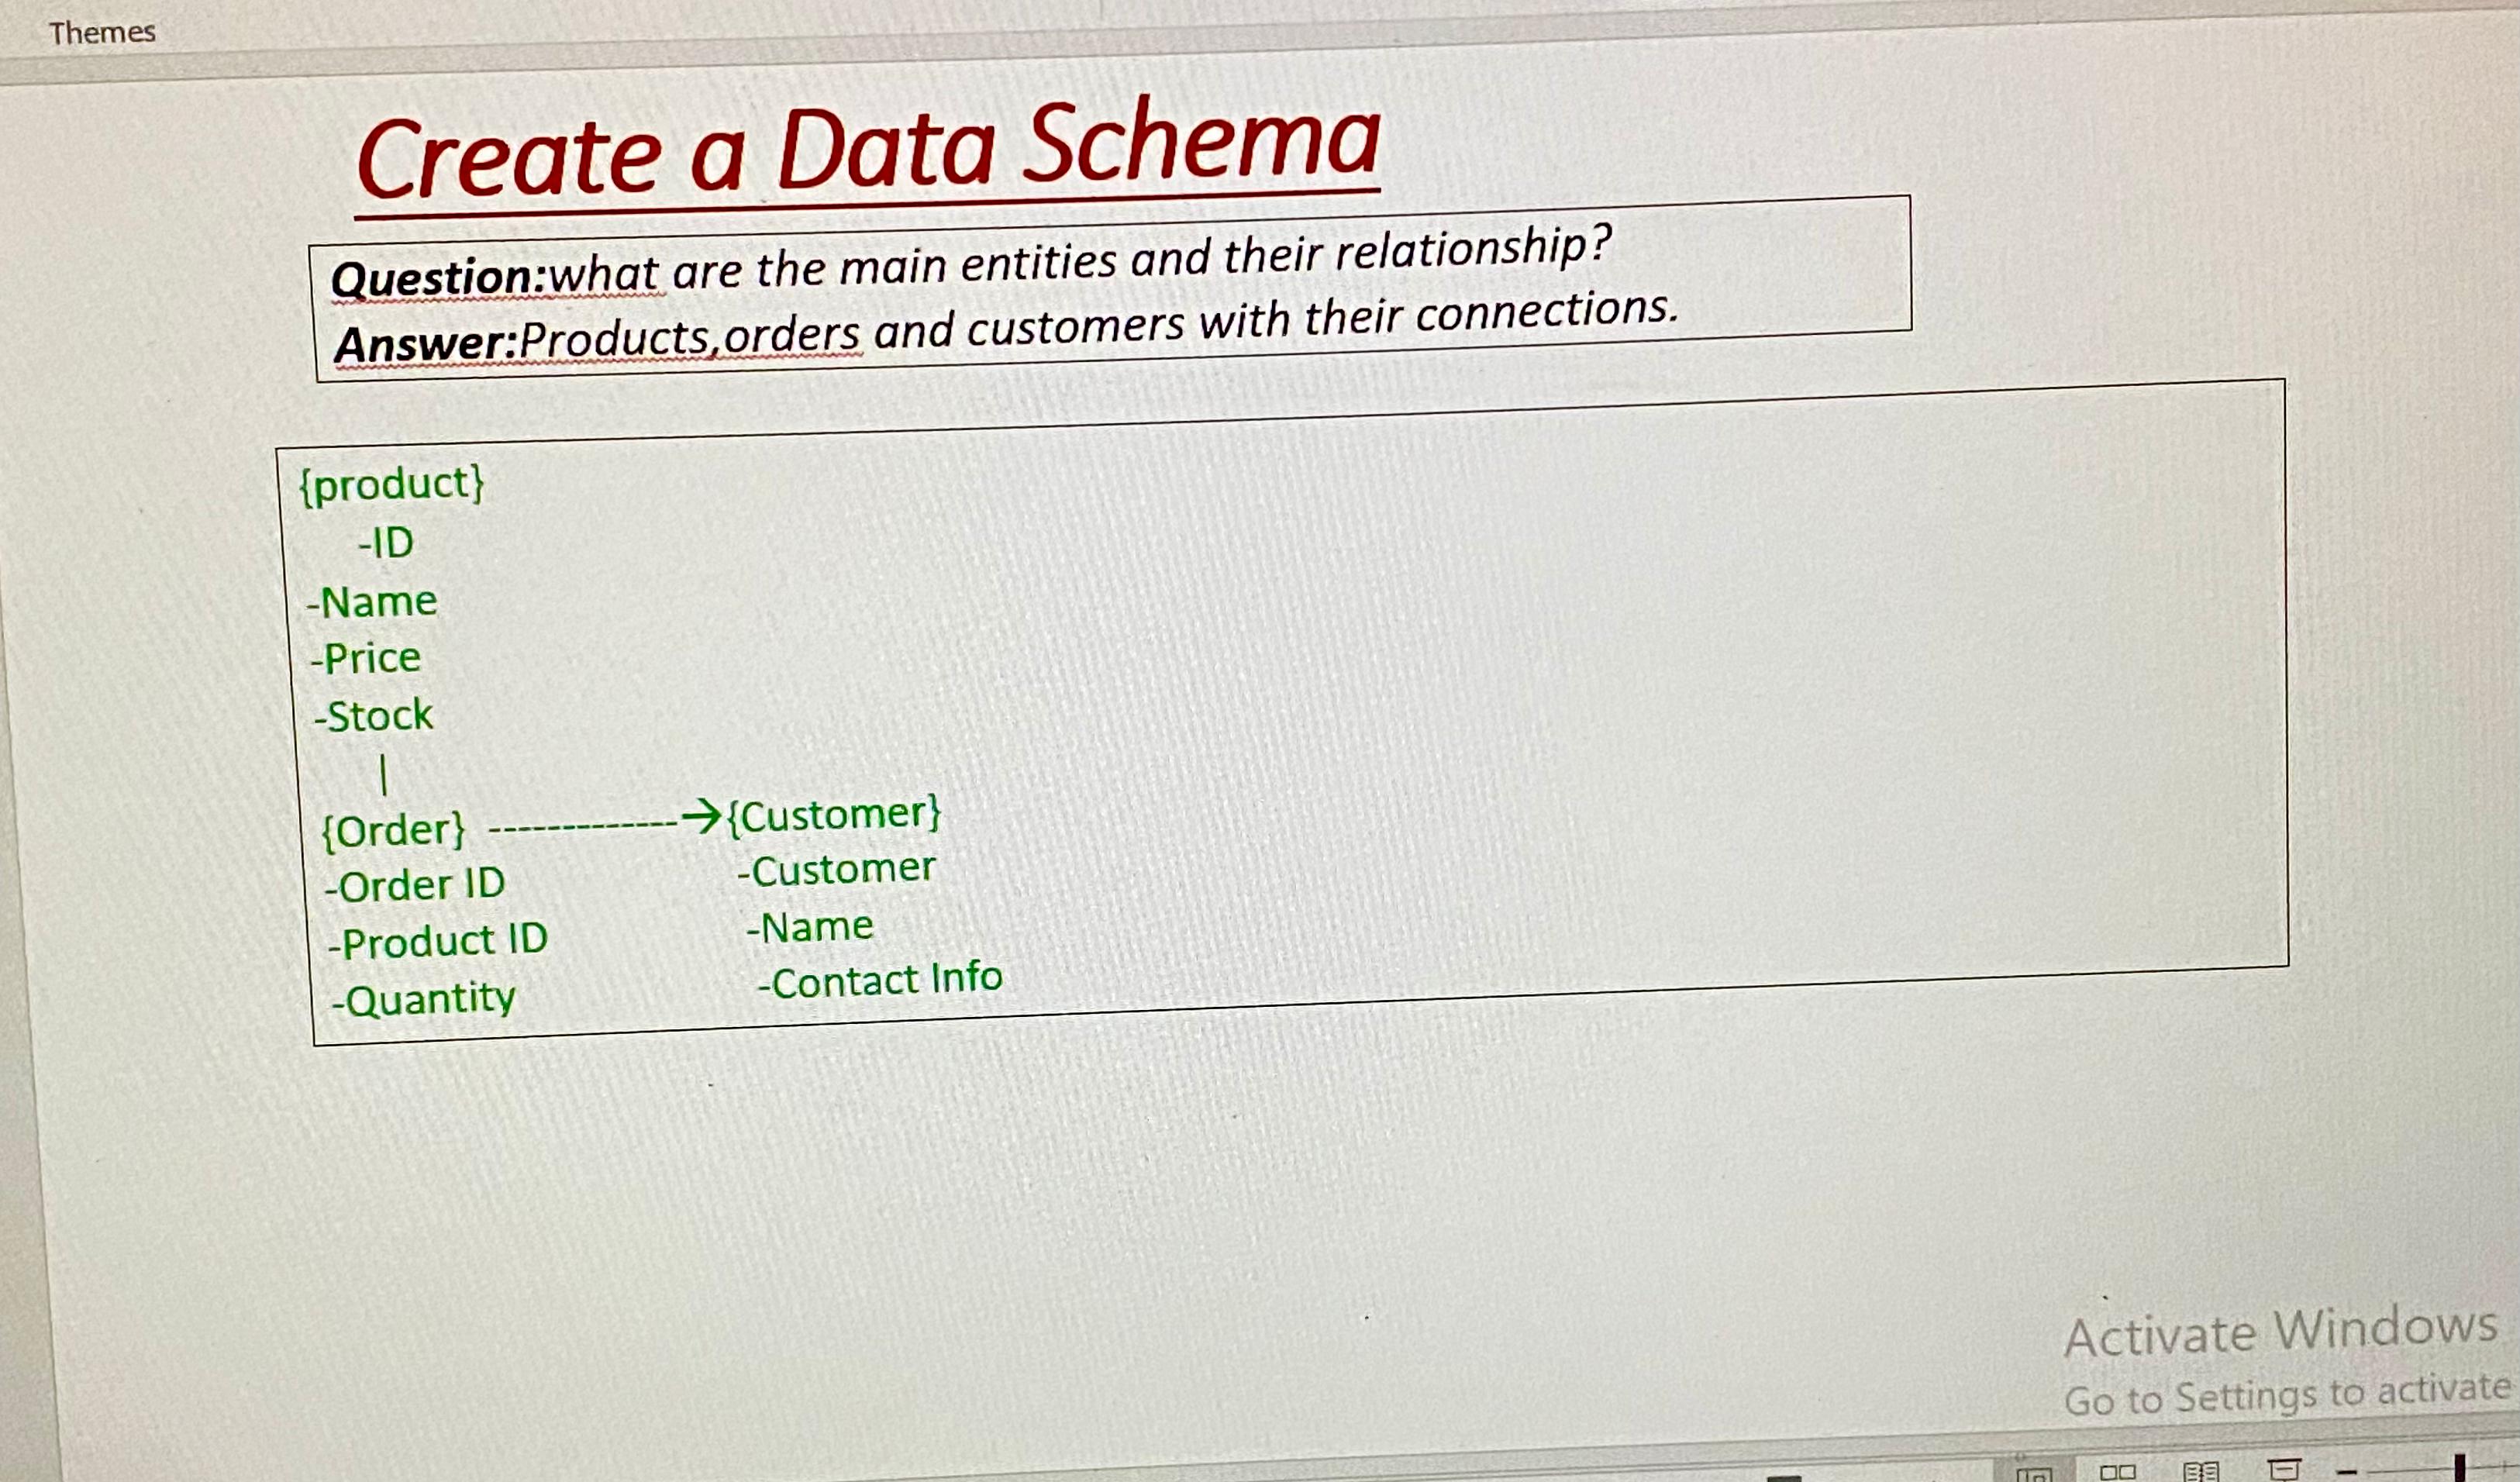 Themes
Create a Data Schema
Question:what are the main entities and their relationship?
Answer:Products,orders and customers with their connections.
{product}
-ID
-Name
-Price
-Stock
|
{Order} -------------→{Customer}
-Order ID -Customer
-Product ID -Name
-Quantity -Contact Info
Activate Windows
Go to Settings to activate